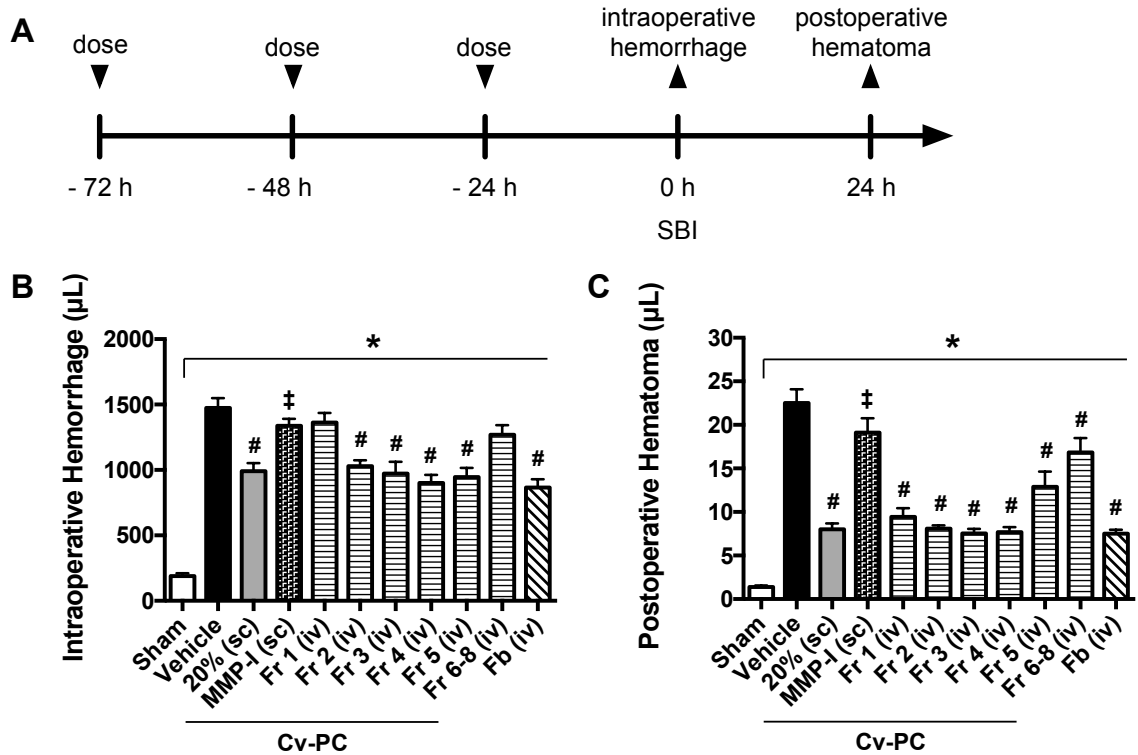 A
dose
dose
dose
intraoperative
hemorrhage
postoperative
hematoma
- 72 h
- 48 h
- 24 h
0 h
24 h
SBI
B
Intraoperative Hemorrhage (µL)
2000
1500
1000
500
0
*
#
‡
#
#
#
#
#
Sham
Vehicle
20% (sc)
MMP-I (sc)
Fr 1 (iv)
Fr 2 (iv)
Fr 3 (iv)
Fr 4 (iv)
Fr 5 (iv)
Fr 6-8 (iv)
Fb (iv)
Cv-PC
C
Postoperative Hematoma (µL)
30
25
20
15
10
5
0
*
#
‡
#
#
#
#
#
#
#
Sham
Vehicle
20% (sc)
MMP-I (sc)
Fr 1 (iv)
Fr 2 (iv)
Fr 3 (iv)
Fr 4 (iv)
Fr 5 (iv)
Fr 6-8 (iv)
Fb (iv)
Cv-PC